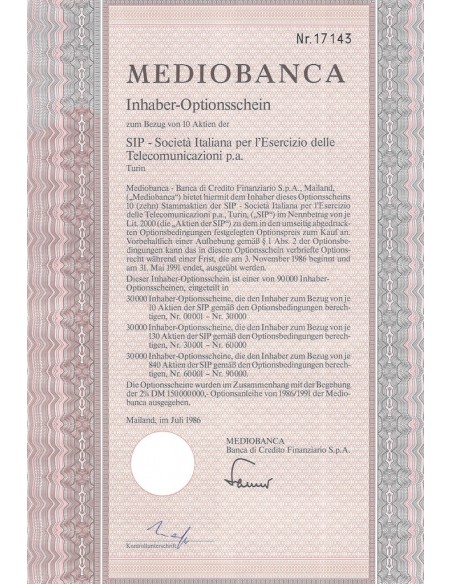 Nr. 17143
MEDIOBANCA
Inhaber-Optionsschein
zum Bezug von 10 Aktien der
SIP - Società Italiana per l'Esercizio delle
Telecomunicazioni p.a.
Turin
Mediobanca - Banca di Credito Finanziario S.p.A., Mailand,
(„Mediobanca") bietet hiermit dem Inhaber dieses Optionsscheins
10 (zehn) Stammaktien der SIP - Società Italiana per l'Esercizio
delle Telecomunicazioni p.a., Turin, („SIP") im Nennbetrag von je
Lit. 2000 (die „Aktien der SIP") zu dem in den umseitig abgedruck-
ten Optionsbedingungen festgelegten Optionspreis zum Kauf an.
Vorbehaltlich einer Aufhebung gemäß § 1 Abs. 2 der Optionsbe-
dingungen kann das in diesem Optionsschein verbriefte Options-
recht während einer Frist, die am 3. November 1986 beginnt und
am 31. Mai 1991 endet, ausgeübt werden.
Dieser Inhaber-Optionsschein ist einer von 90000 Inhaber-
Optionsscheinen, eingeteilt in
30000 Inhaber-Optionsscheine, die den Inhaber zum Bezug von je
10 Aktien der SIP gemäß den Optionsbedingungen berech-
tigen, Nr. 00001 - Nr. 30000
30000 Inhaber-Optionsscheine, die den Inhaber zum Bezug von je
130 Aktien der SIP gemäß den Optionsbedingungen berech-
tigen, Nr. 30001 - Nr. 60000
30000 Inhaber-Optionsscheine, die den Inhaber zum Bezug von je
840 Aktien der SIP gemäß den Optionsbedingungen berech-
tigen, Nr. 60001 - Nr. 90000.
Die Optionsscheine wurden im Zusammenhang mit der Begebung
der 2% DM 150000000,- Optionsanleihe von 1986/1991 der Medio-
banca ausgegeben.
Mailand, im Juli 1986
MEDIOBANCA
Banca di Credito Finanziario S.p.A.
Kontrollunterschrift